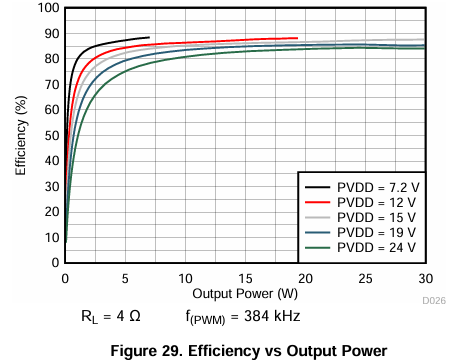 100
90
80
70
60
50
40
30
20
10
0
Efficiency (%)
PVDD = 7.2 V
PVDD = 12 V
PVDD = 15 V
PVDD = 19 V
PVDD = 24 V
0 5 10 15 20 25 30
Output Power (W)
D026
RL = 4 Ω f(PWM) = 384 kHz
Figure 29. Efficiency vs Output Power